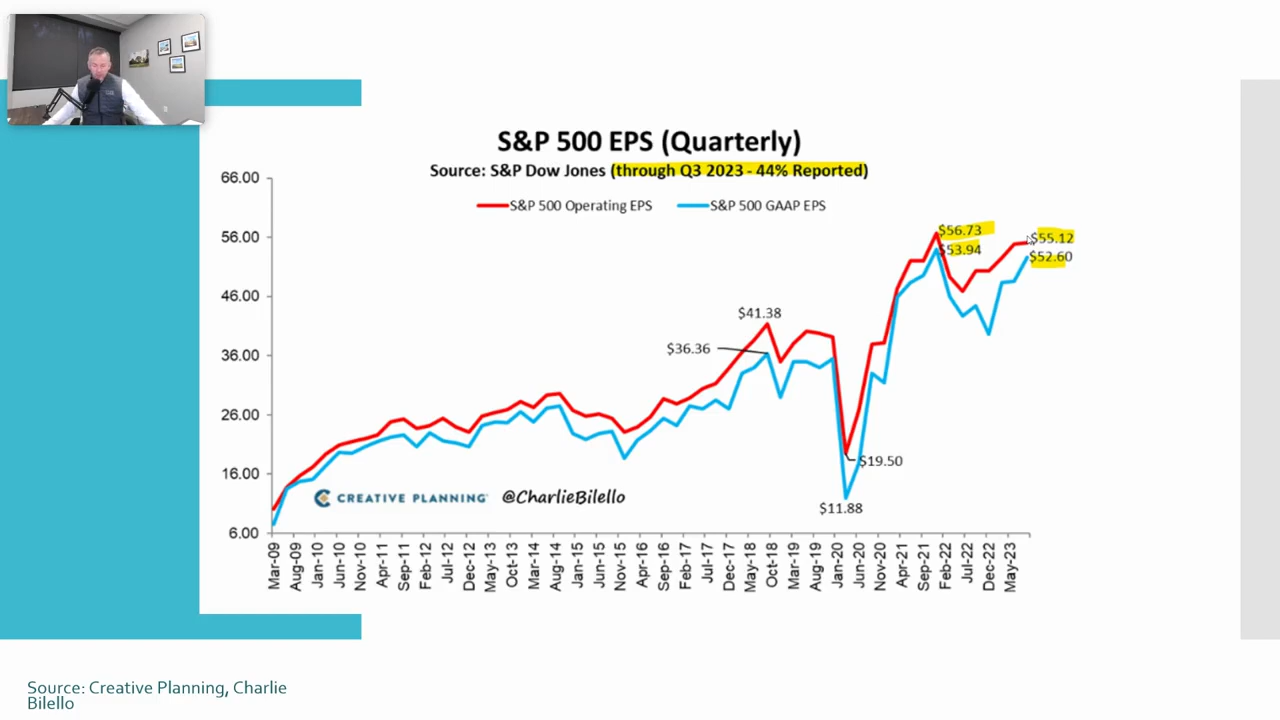 S&P 500 EPS (Quarterly)
Source: S&P Dow Jones (through Q3 2023 - 44% Reported)
S&P 500 Operating EPS
S&P 500 GAAP EPS
66.00
56.00
46.00
36.00
26.00
16.00
6.00
$56.73
$53.94
$55.12
$52.60
$41.38
$36.36
$19.50
$11.88
CREATIVE PLANNING
@CharlieBilello
Mar-09
Aug-09
Jan-10
Jun-10
Nov-10
Apr-11
Sep-11
Feb-12
Jul-12
Dec-12
May-13
Oct-13
Mar-14
Aug-14
Jan-15
Jun-15
Nov-15
Apr-16
Sep-16
Feb-17
Jul-17
Dec-17
May-18
Oct-18
Mar-19
Aug-19
Jan-20
Jun-20
Nov-20
Apr-21
Sep-21
Feb-22
Jul-22
Dec-22
May-23
Source: Creative Planning, Charlie
Bilello